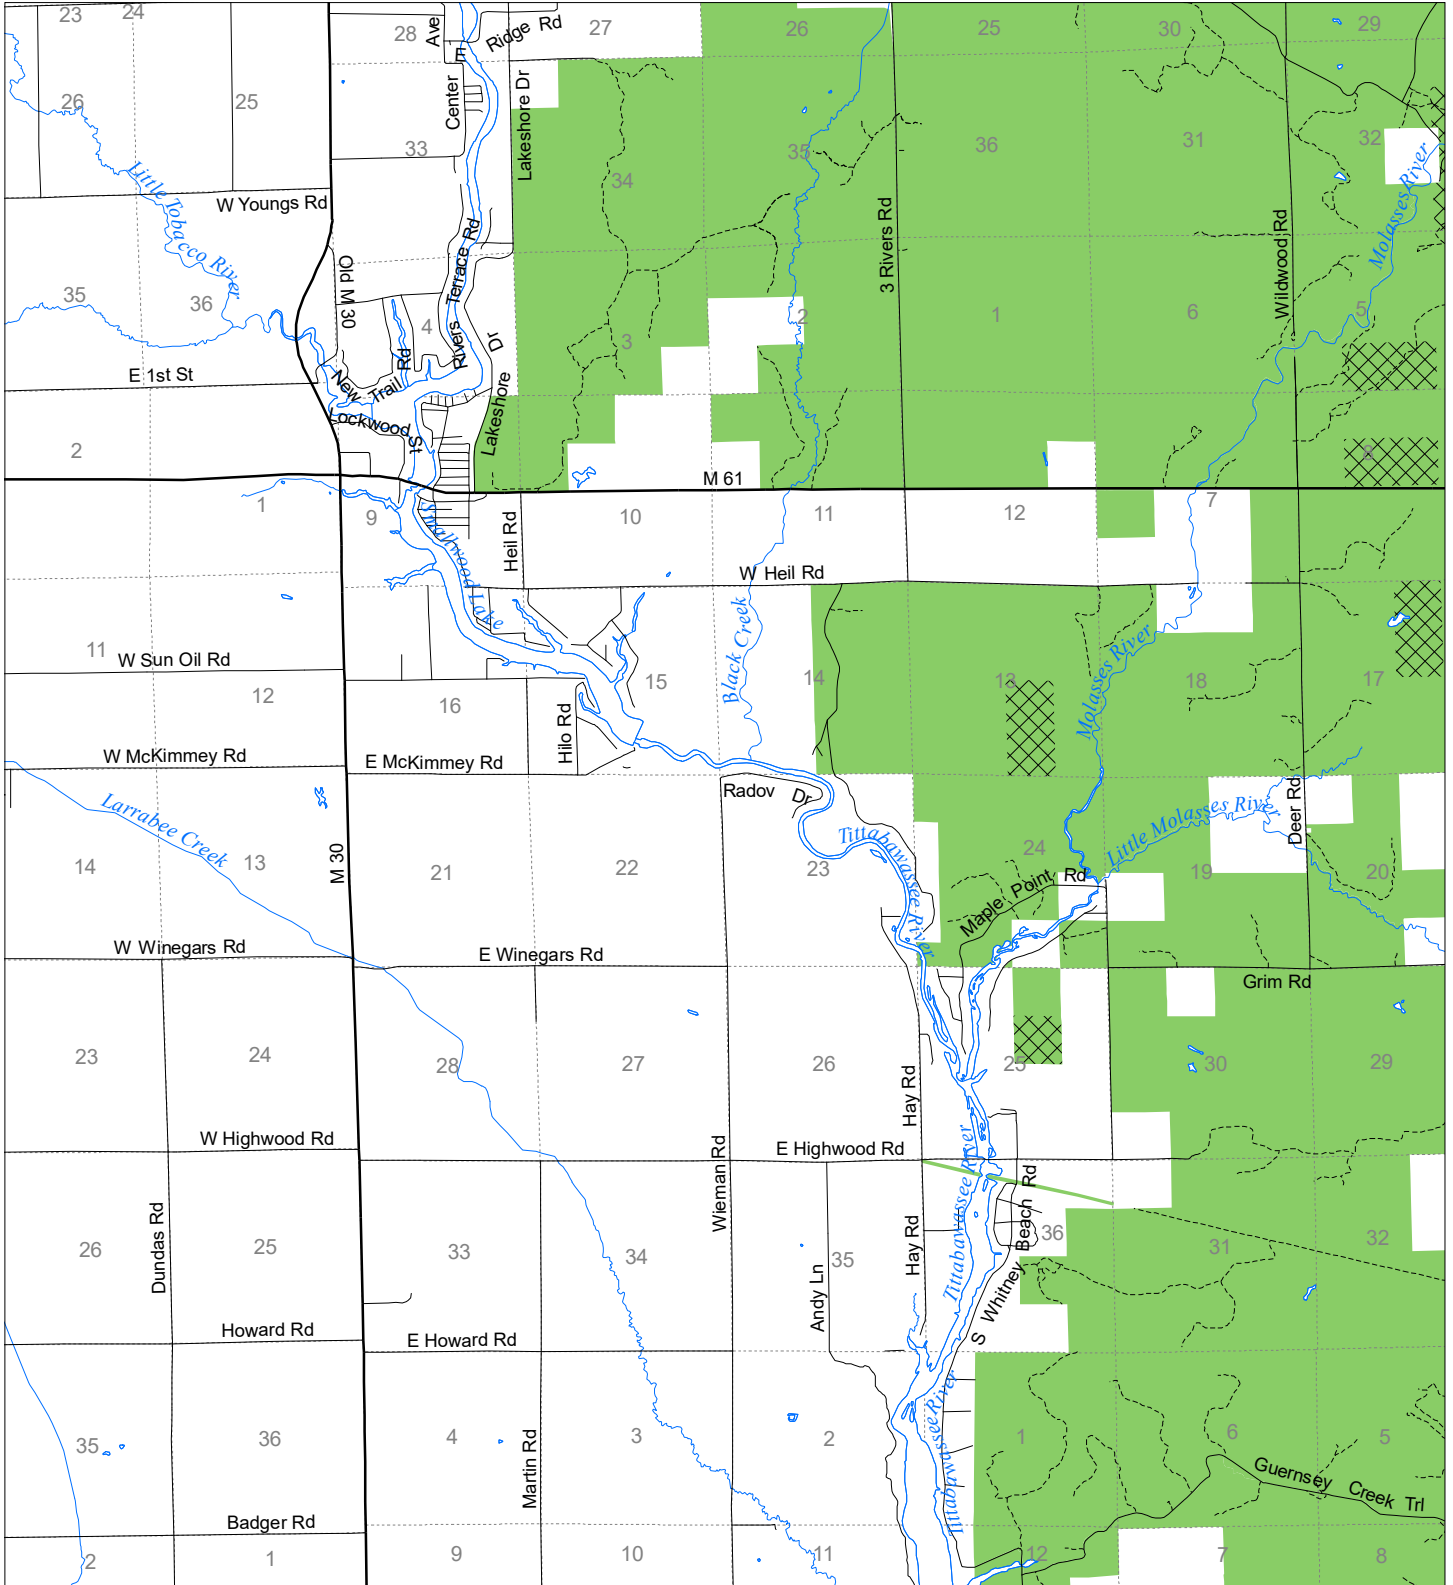 23
24
28
Ave
Ridge Rd
27
26
25
30
29
E
Center
Lakeshore Dr
26
25
33
34
35
36
31
32
Little Tobacco River
W Youngs Rd
Rivers Terrace Rd
3 Rivers Rd
Wildwood Rd
Molasses River
Old M 30
35
36
4
3
2
1
6
5
E 1st St
New Trail Rd
Lakeshore Dr
Lockwood St
2
8
M 61
1
9
Smallwood Lake
Heil Rd
10
11
12
7
W Heil Rd
Black Creek
11
W Sun Oil Rd
12
16
15
14
13
Molasses River
18
17
Hilo Rd
W McKimmey Rd
E McKimmey Rd
Radov Dr
Larrabee Creek
Tittabawassee River
Little Molasses River
Deer Rd
14
13
M 30
21
22
23
24
19
20
Maple Point Rd
W Winegars Rd
E Winegars Rd
Grim Rd
23
24
28
27
26
25
30
29
Hay Rd
W Highwood Rd
E Highwood Rd
Wieman Rd
Tittabawassee River
Dundas Rd
26
25
33
34
35
Andy Ln
Hay Rd
S Whitney Beach Rd
36
31
32
Howard Rd
E Howard Rd
35
36
4
Martin Rd
3
2
Tittabawassee River
1
6
5
Guernsey Creek Trl
Badger Rd
2
1
9
10
11
12
7
8